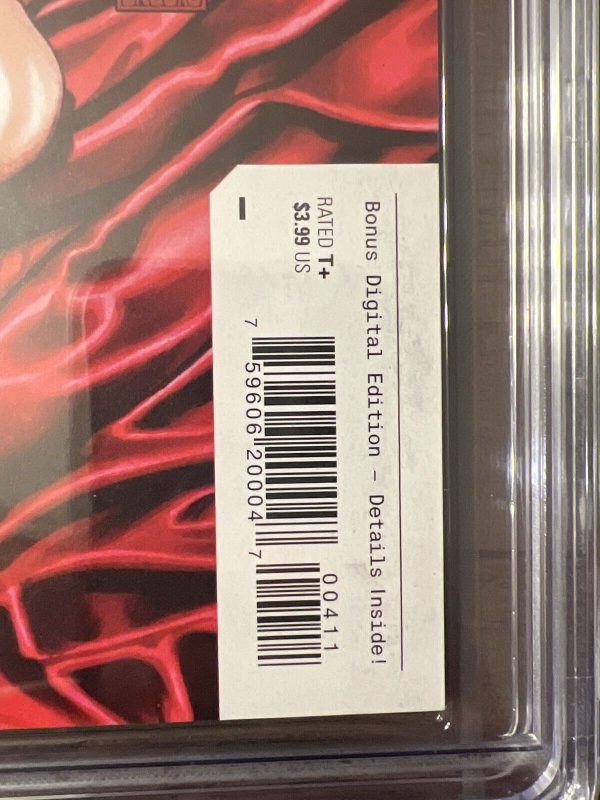 Bonus Digital Edition – Details Inside!
RATED T+
$3.99 US
7 59606 20004 7
00411